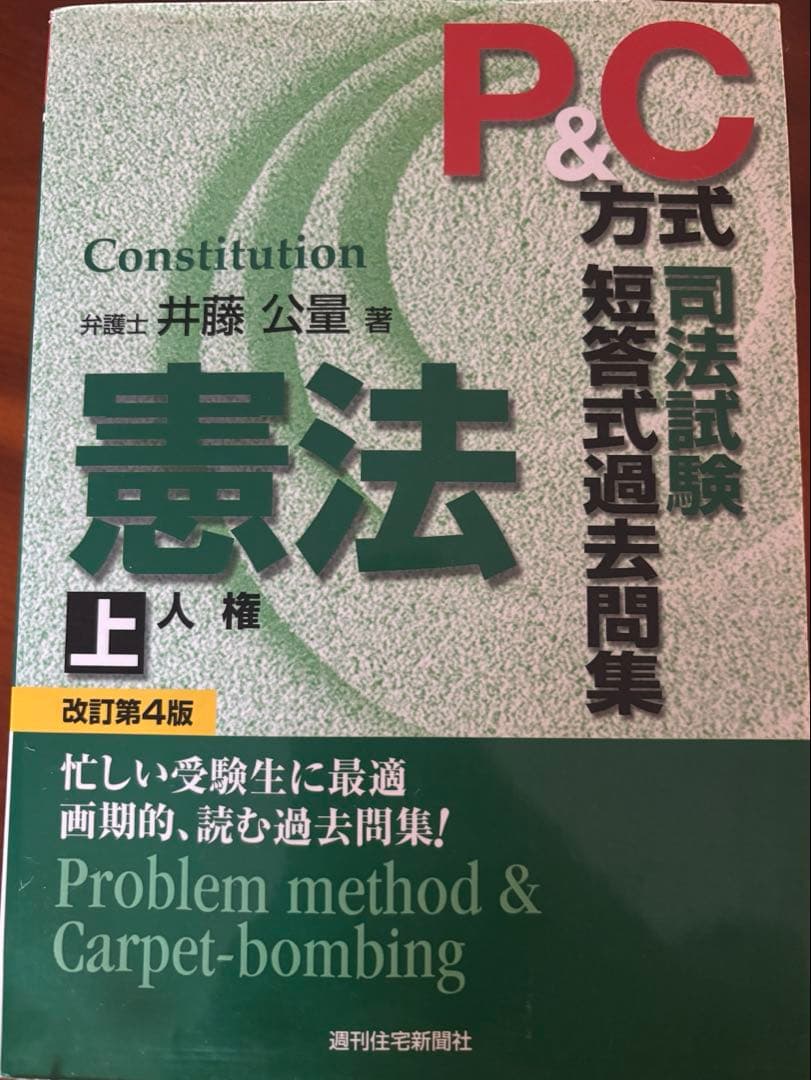 P&C
方式
司法試験
短答式過去問集
Constitution
弁護士 井藤 公量 著
憲法
上 人権
改訂第4版
忙しい受験生に最適
画期的、読む過去問集!
Problem method &
Carpet-bombing
週刊住宅新聞社